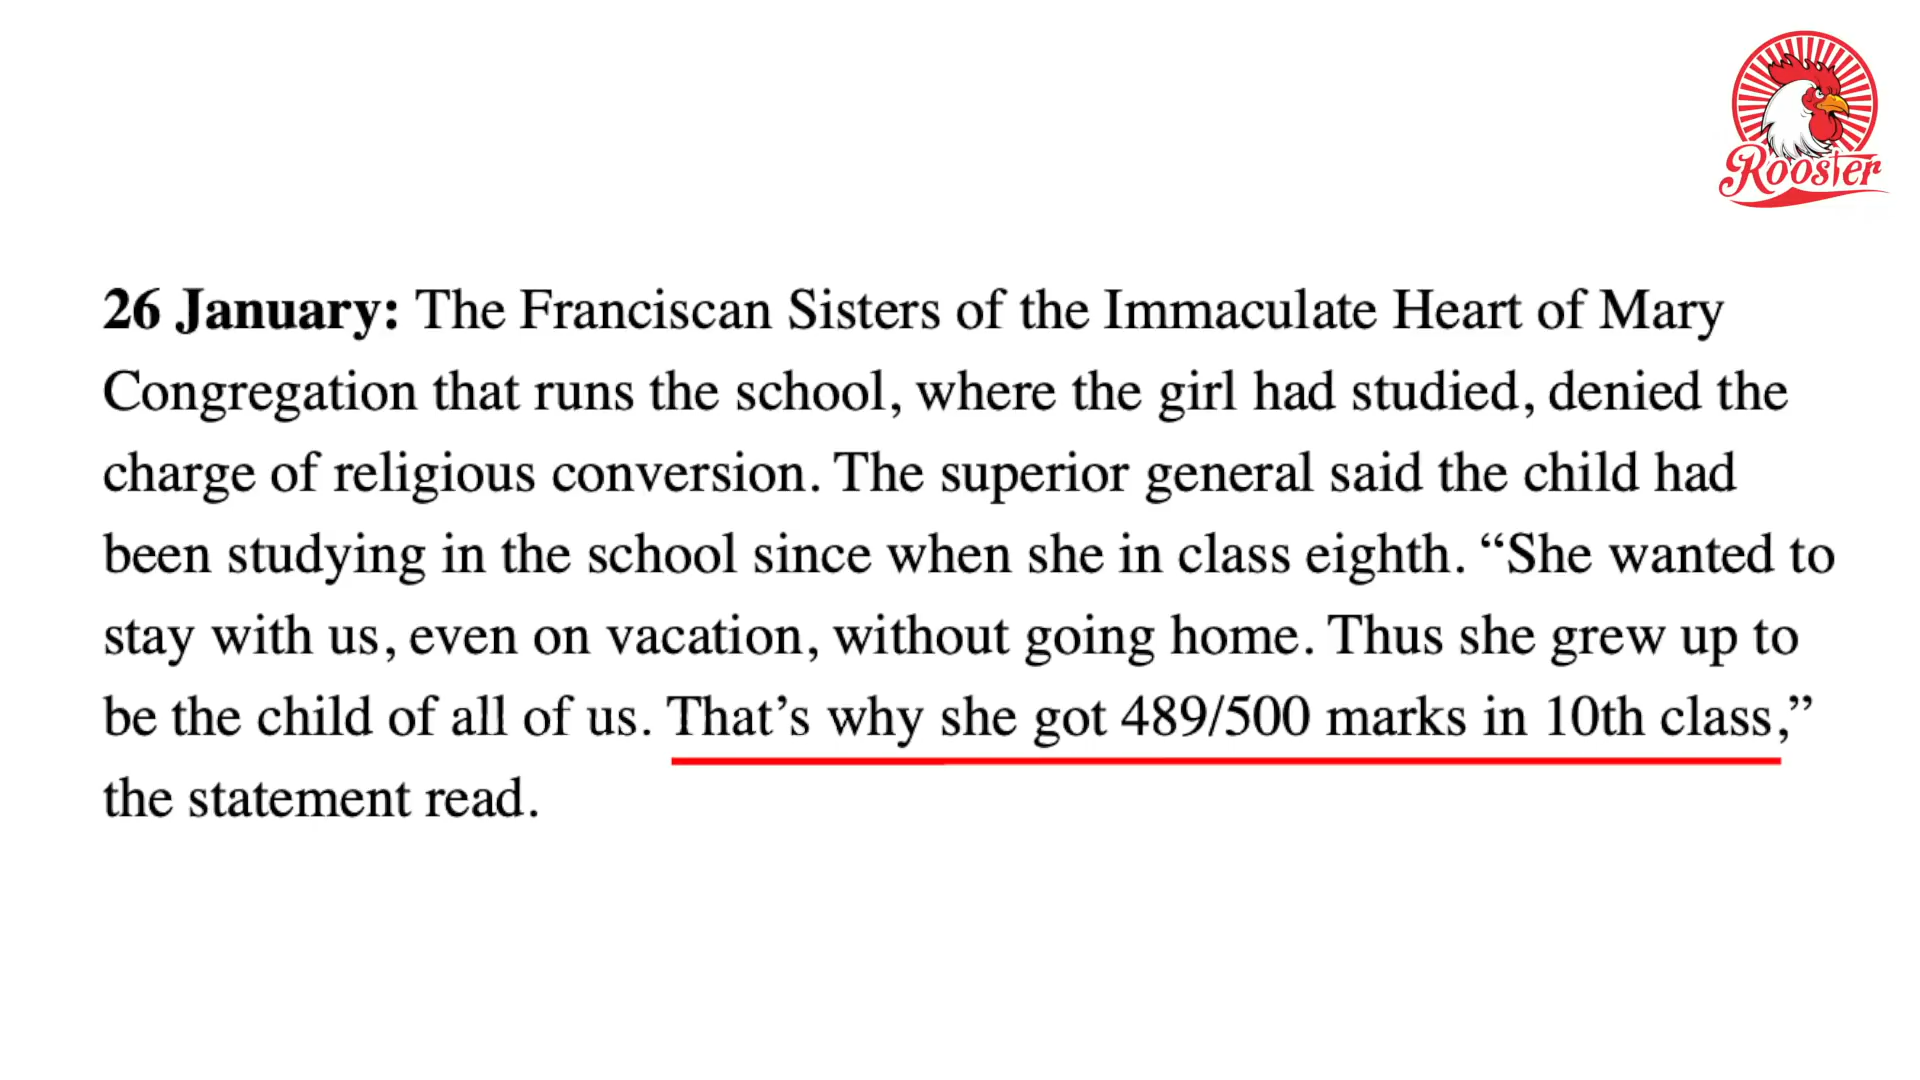 Rooster
26 January: The Franciscan Sisters of the Immaculate Heart of Mary
Congregation that runs the school, where the girl had studied, denied the
charge of religious conversion. The superior general said the child had
been studying in the school since when she in class eighth. “She wanted to
stay with us, even on vacation, without going home. Thus she grew up to
be the child of all of us. That’s why she got 489/500 marks in 10th class,”
the statement read.